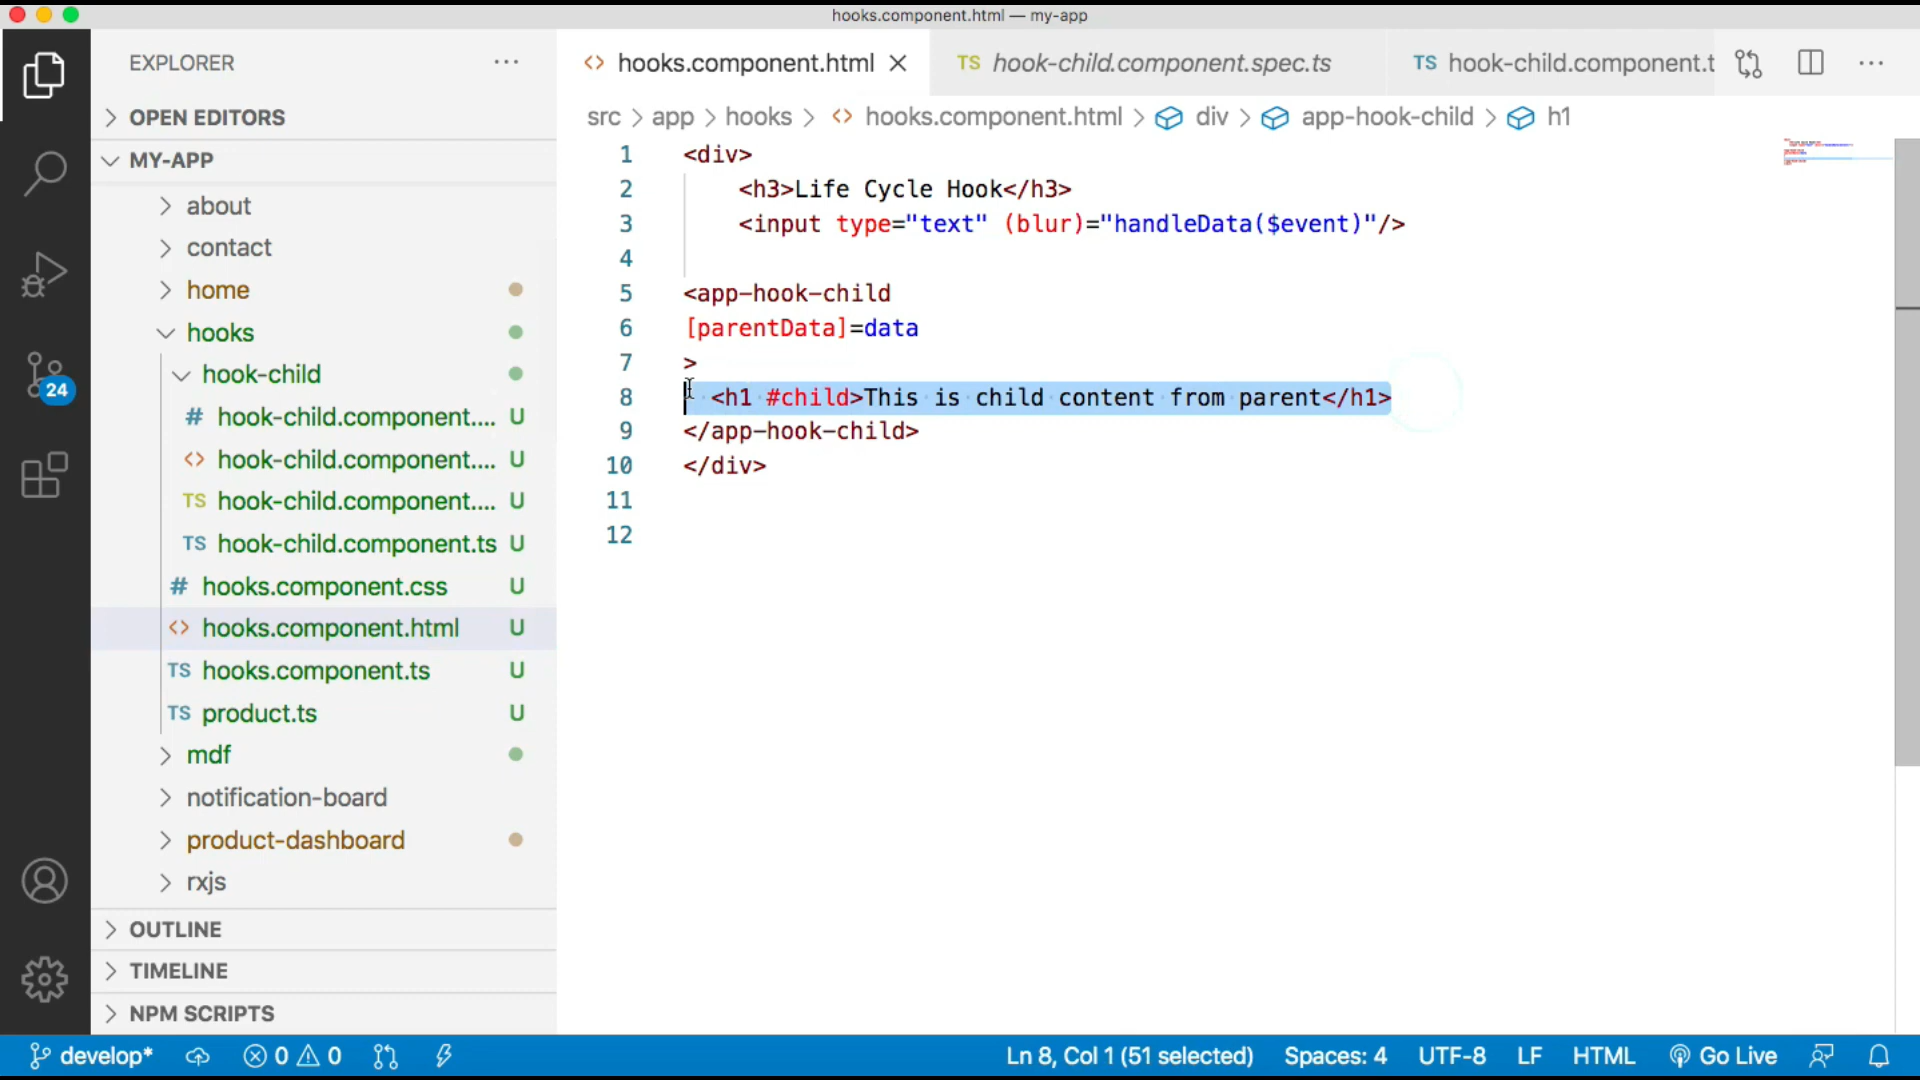 hooks.component.html — my-app
EXPLORER
OPEN EDITORS
MY-APP
about
contact
home
hooks
hook-child
# hook-child.component.... U
<> hook-child.component.... U
TS hook-child.component.... U
TS hook-child.component.ts U
# hooks.component.css U
<> hooks.component.html U
TS hooks.component.ts U
TS product.ts U
mdf
notification-board
product-dashboard
rxjs
OUTLINE
TIMELINE
NPM SCRIPTS
24
<> hooks.component.html
TS hook-child.component.spec.ts
TS hook-child.component.t
src > app > hooks > <> hooks.component.html > div > app-hook-child > h1
1 <div>
2 <h3>Life Cycle Hook</h3>
3 <input type="text" (blur)="handleData($event)"/>
4
5 <app-hook-child
6 [parentData]=data
7 >
8 <h1 #child>This is child content from parent</h1>
9 </app-hook-child>
10 </div>
11
12
develop* 0 0 Ln 8, Col 1 (51 selected) Spaces: 4 UTF-8 LF HTML Go Live